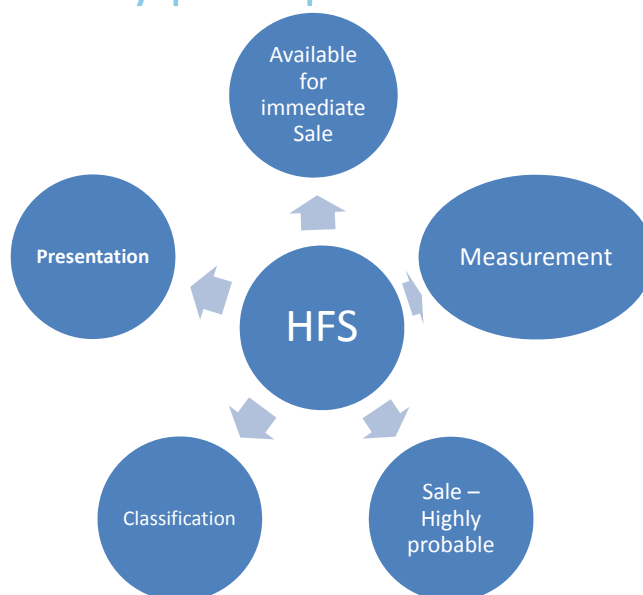 Available
for
immediate
Sale
Presentation
Measurement
HFS
Classification
Sale –
Highly
probable